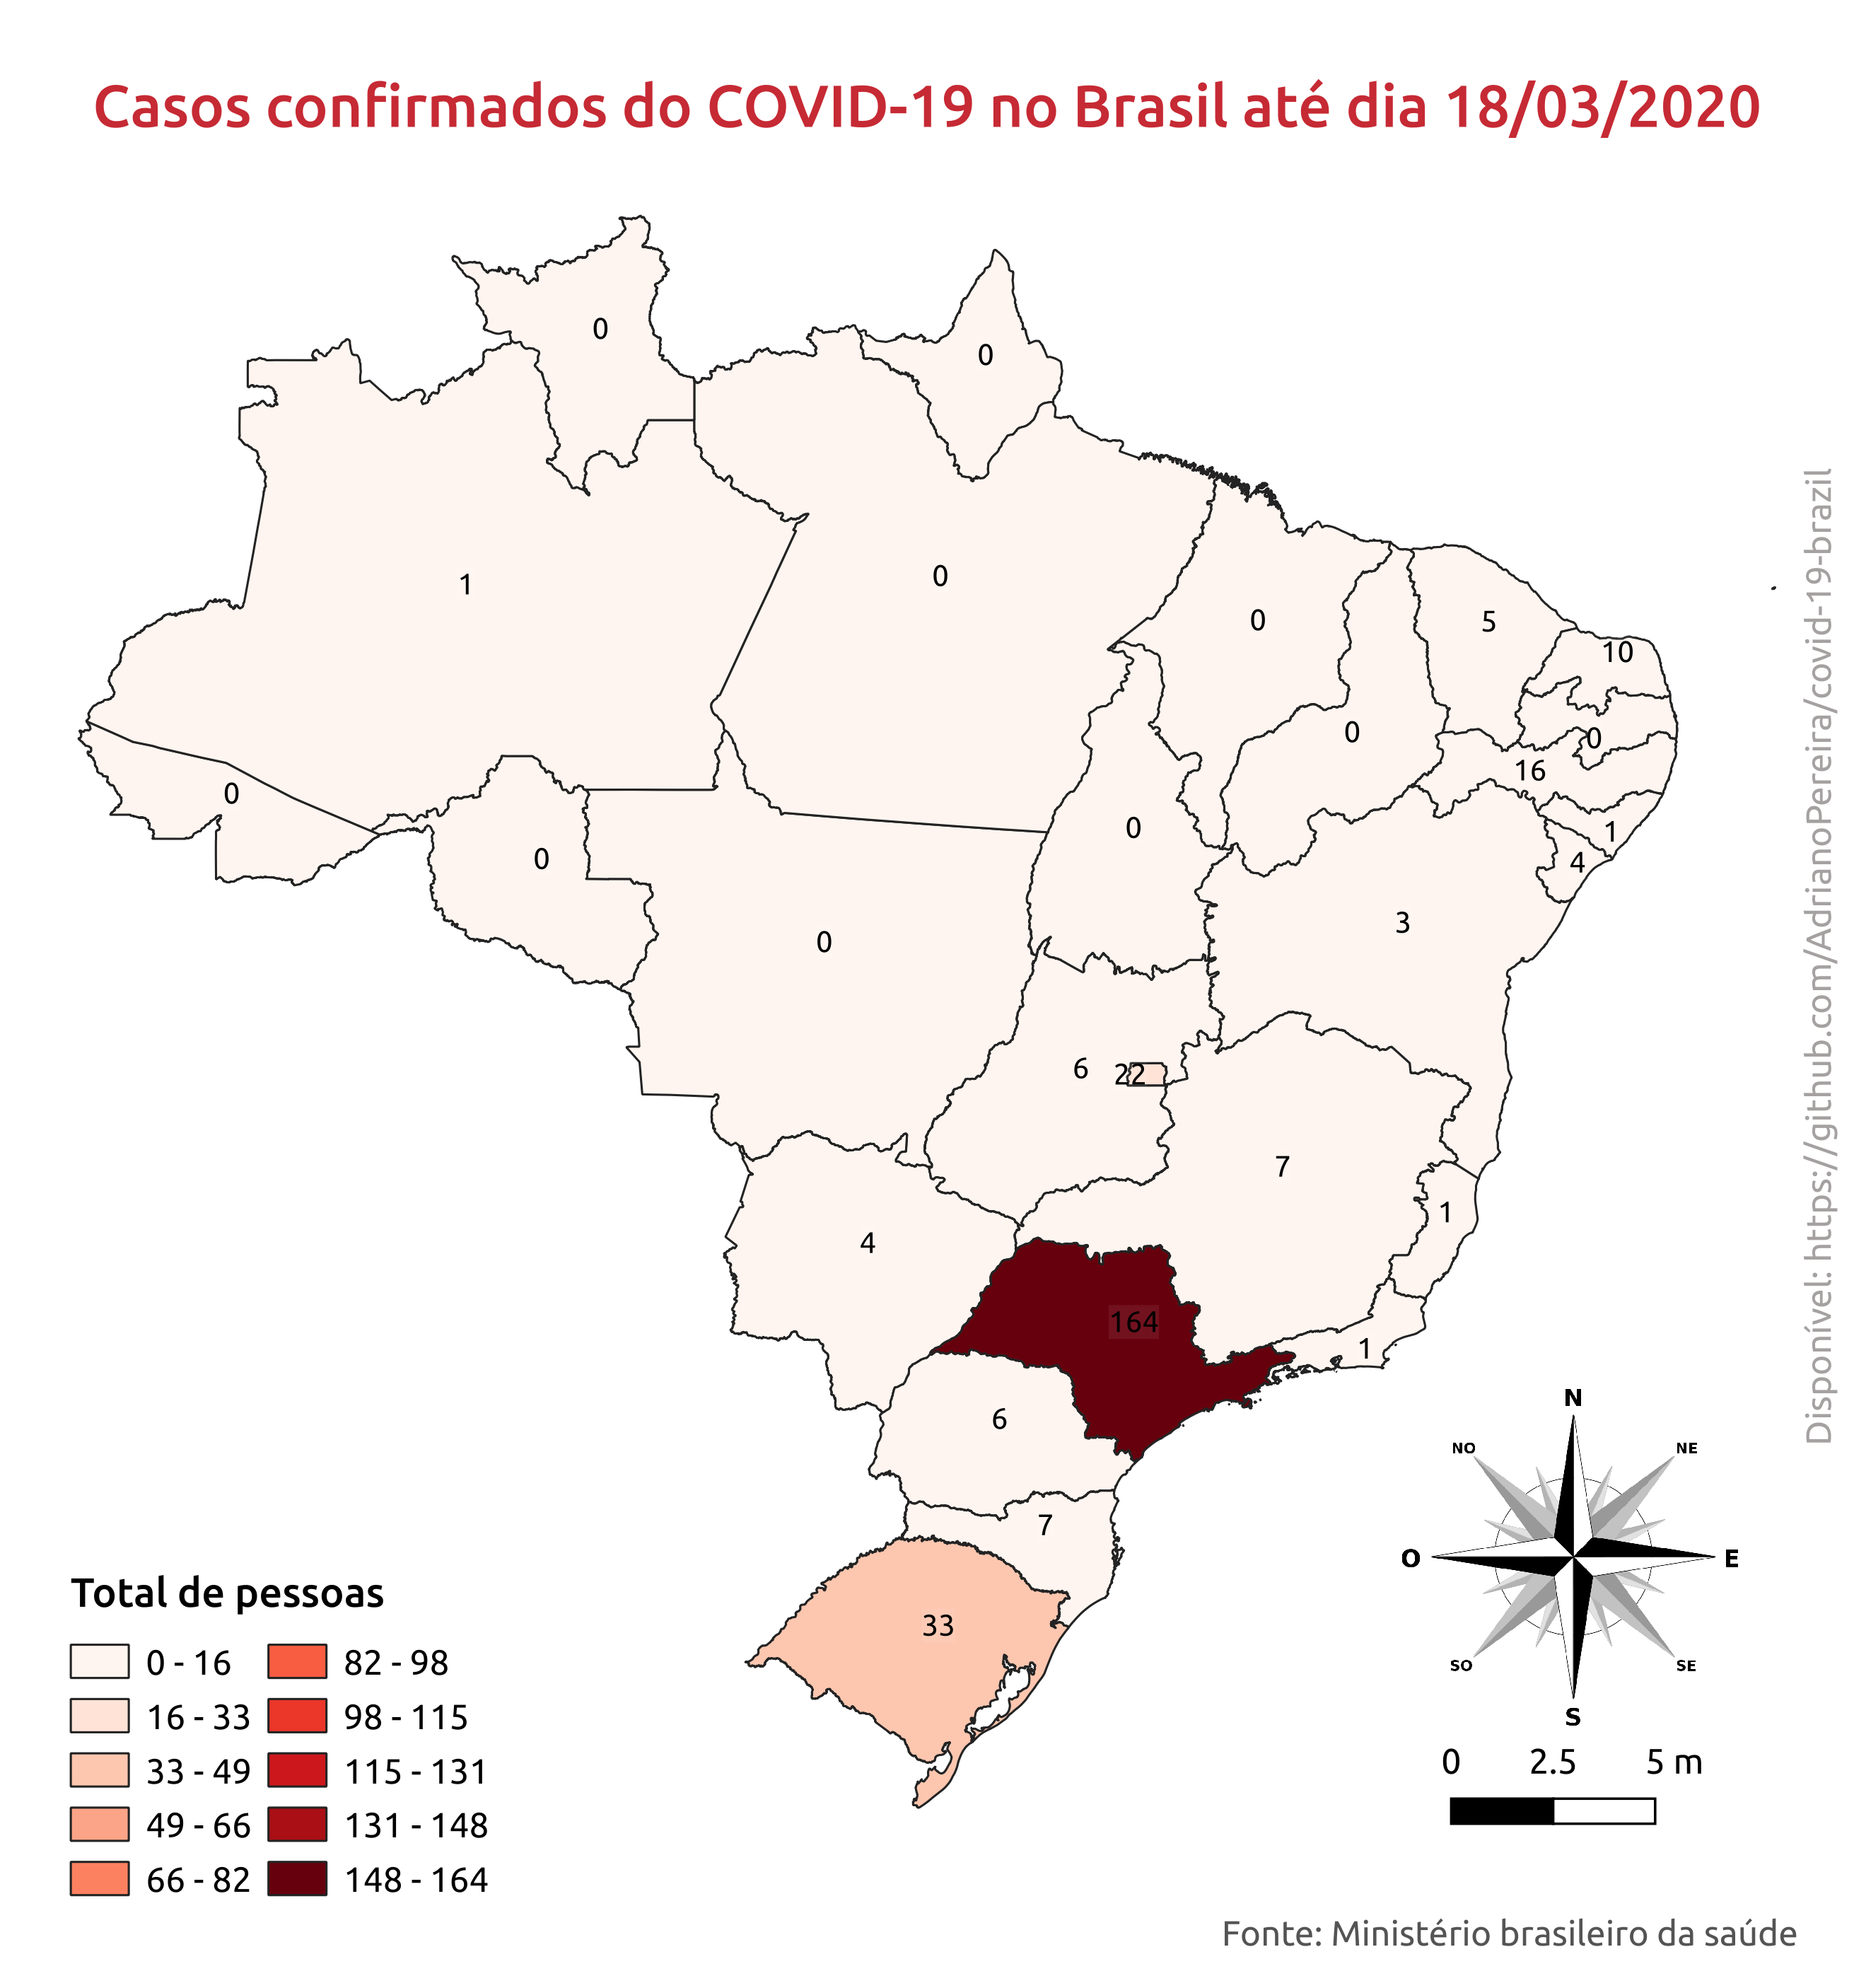 Casos confirmados do COVID-19 no Brasil até dia 18/03/2020
0
0
1
0
0
5
10
0
0
16
0
0
1
4
0
0
3
6
22
7
1
4
164
1
6
7
33
Disponível: https://github.com/AdrianoPereira/covid-19-brazil
N
NO
NE
O
E
SO
SE
S
0 2.5 5 m
Total de pessoas
0 - 16
16 - 33
33 - 49
49 - 66
66 - 82
82 - 98
98 - 115
115 - 131
131 - 148
148 - 164
Fonte: Ministério brasileiro da saúde